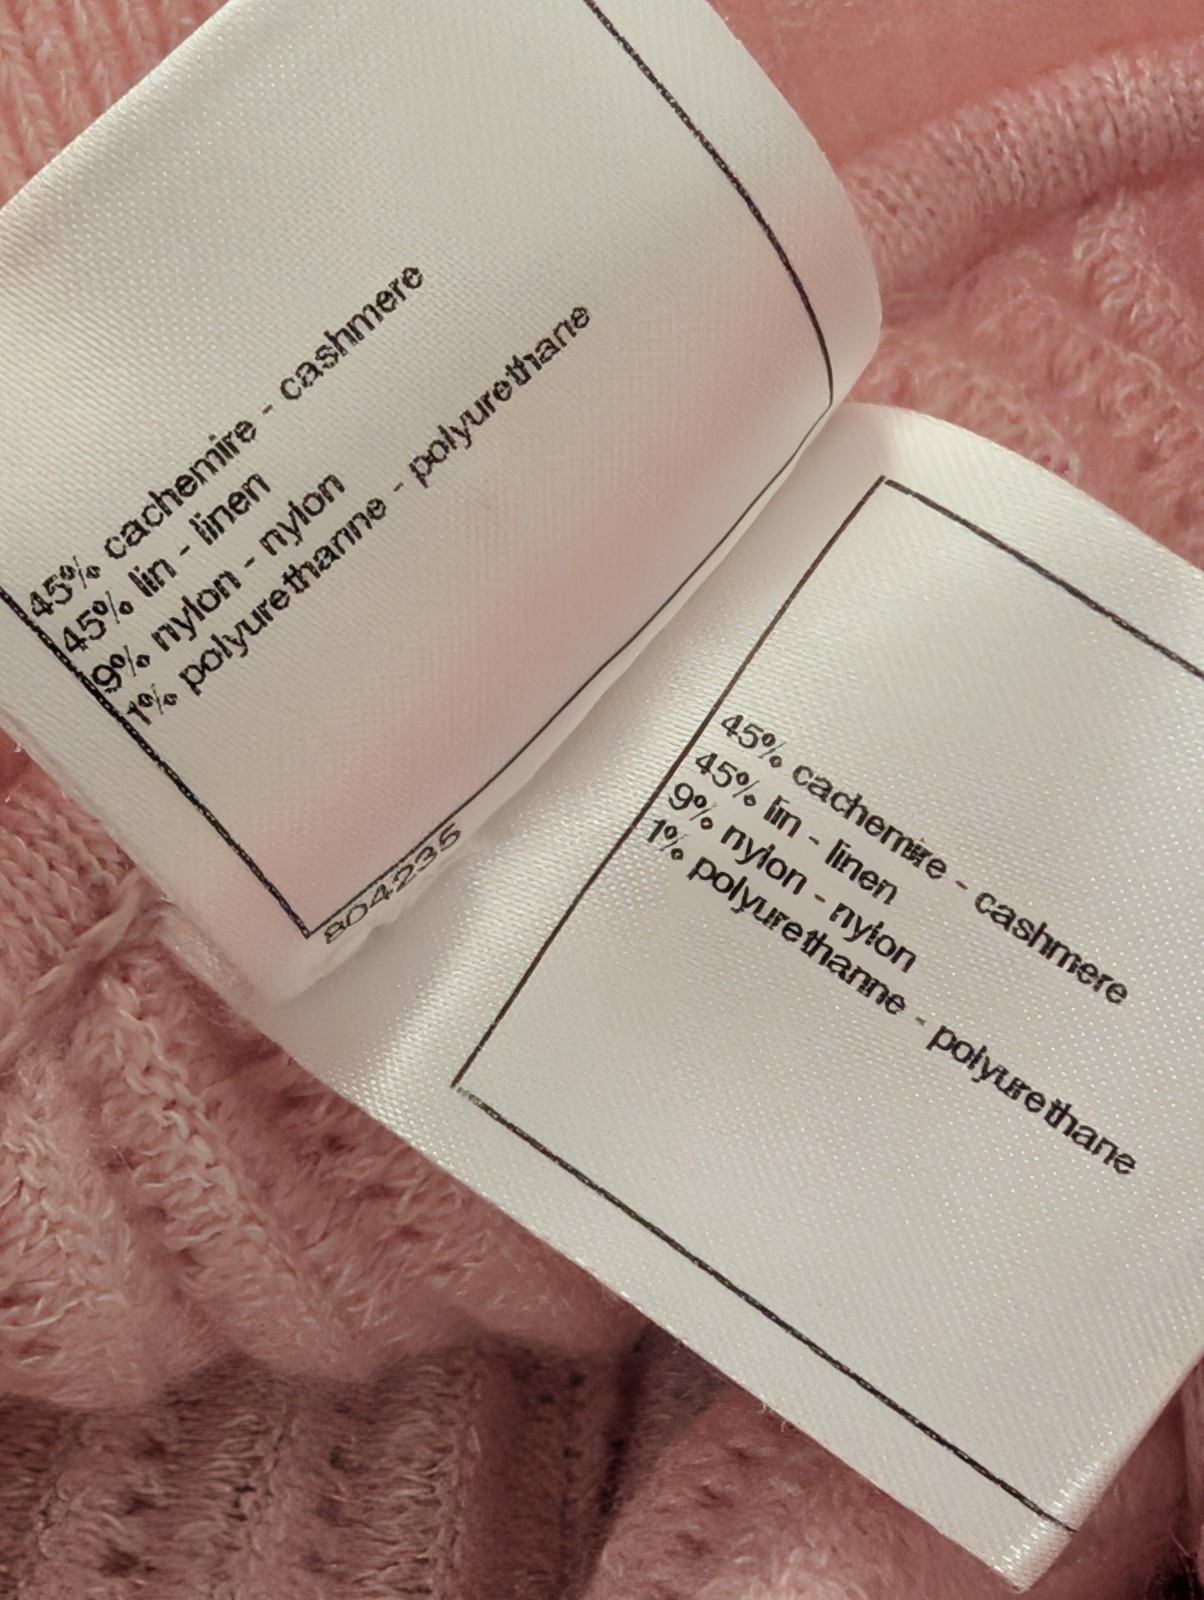 45% cachemire - cashmere
45% lin - linen
9% nylon - nylon
1% polyurethanne - polyurethane
804235
45% cachemire - cashmere
45% lin - linen
9% nylon - nylon
1% polyurethanne - polyurethane